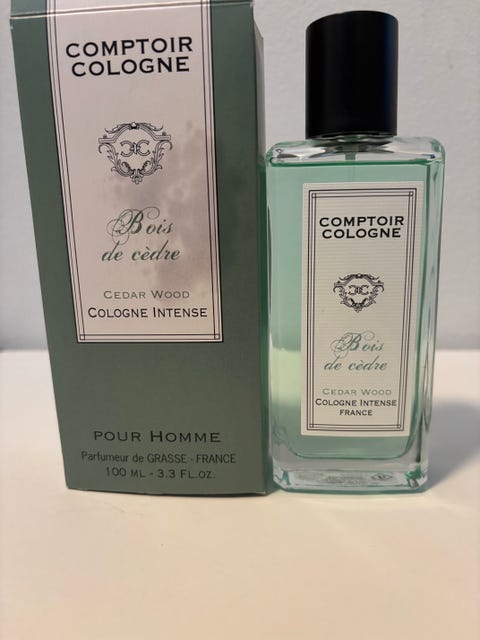 COMPTOIR
COLOGNE
Bois
de cèdre
CEDAR WOOD
COLOGNE INTENSE
POUR HOMME
Parfumeur de GRASSE - FRANCE
100 ML - 3.3 FL.OZ.
COMPTOIR
COLOGNE
Bois
de cèdre
CEDAR WOOD
COLOGNE INTENSE
FRANCE